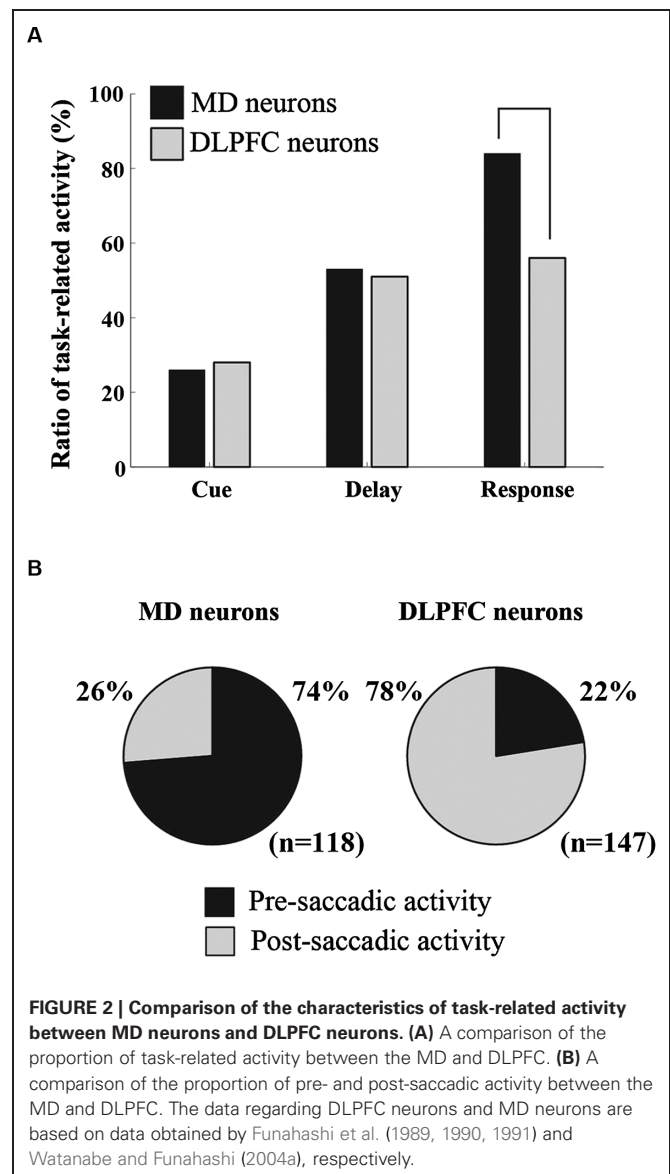 A
Ratio of task-related activity (%)
100
80
60
40
20
0
MD neurons
DLPFC neurons
Cue Delay Response
B
MD neurons DLPFC neurons
26% 74% 78% 22%
(n=118) (n=147)
Pre-saccadic activity
Post-saccadic activity
FIGURE 2 | Comparison of the characteristics of task-related activity
between MD neurons and DLPFC neurons. (A) A comparison of the
proportion of task-related activity between the MD and DLPFC. (B) A
comparison of the proportion of pre- and post-saccadic activity between the
MD and DLPFC. The data regarding DLPFC neurons and MD neurons are
based on data obtained by Funahashi et al. (1989, 1990, 1991) and
Watanabe and Funahashi (2004a), respectively.